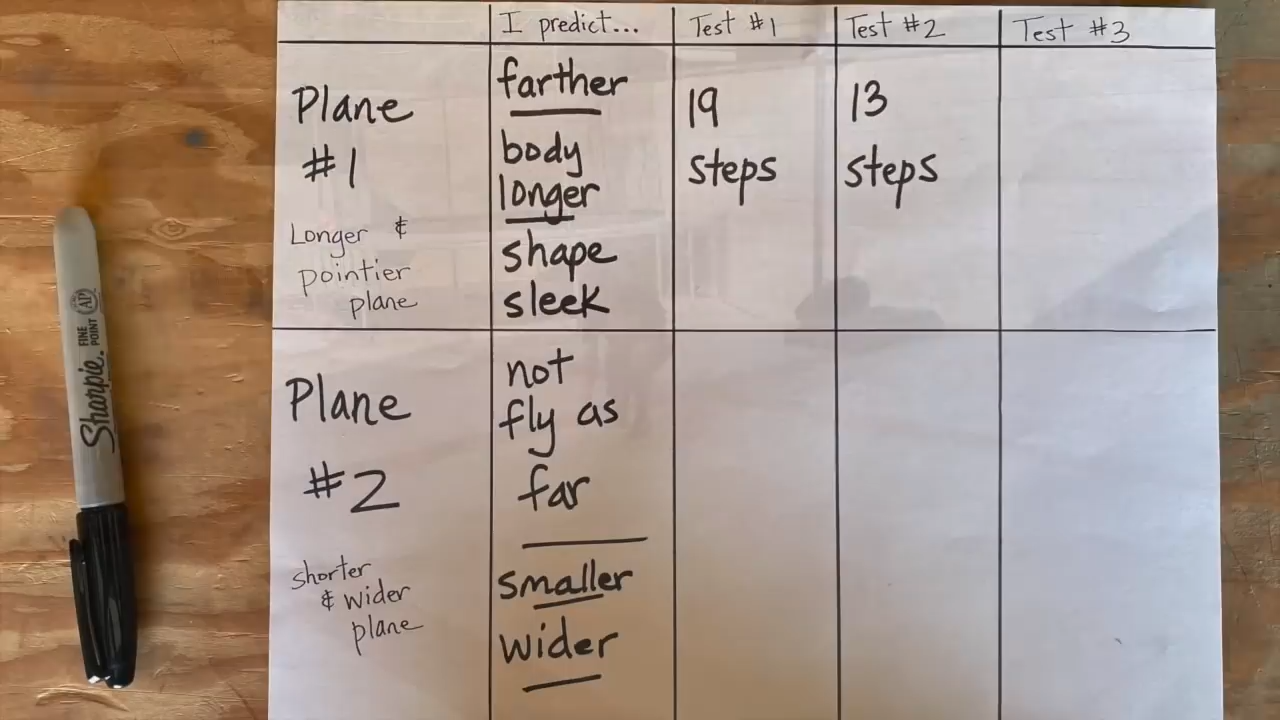 I predict...
Test #1
Test #2
Test #3
Plane
#1
Longer &
pointier
plane
farther
body
longer
shape
sleek
19
steps
13
steps
Plane
#2
shorter
& wider
plane
not
fly as
far
smaller
wider
Sharpie.
FINE
POINT
AP